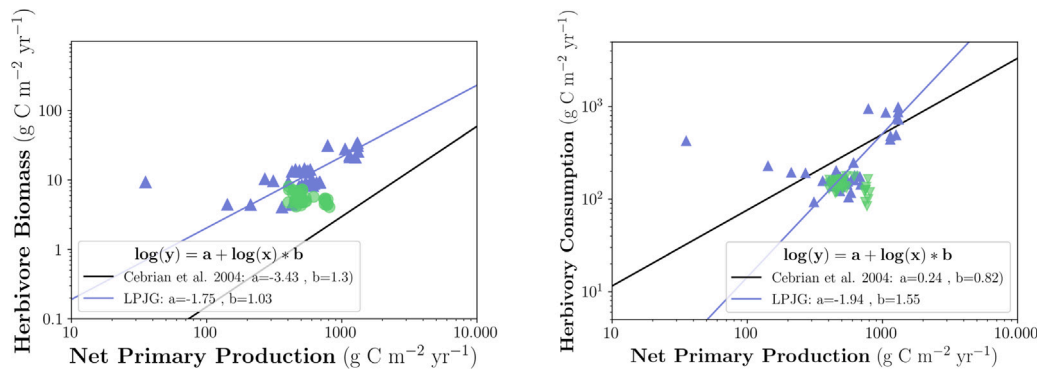 Herbivore Biomass (g C m⁻² yr⁻¹)
100
10
1
0.1
log(y) = a + log(x) * b
Cebrian et al. 2004: a=-3.43 , b=1.3)
LPJG: a=-1.75 , b=1.03
10 100 1000 10.000
Net Primary Production (g C m⁻² yr⁻¹)
Herbivory Consumption (g C m⁻² yr⁻¹)
10³
10²
10¹
log(y) = a + log(x) * b
Cebrian et al. 2004: a=0.24 , b=0.82)
LPJG: a=-1.94 , b=1.55
10 100 1000 10.000
Net Primary Production (g C m⁻² yr⁻¹)